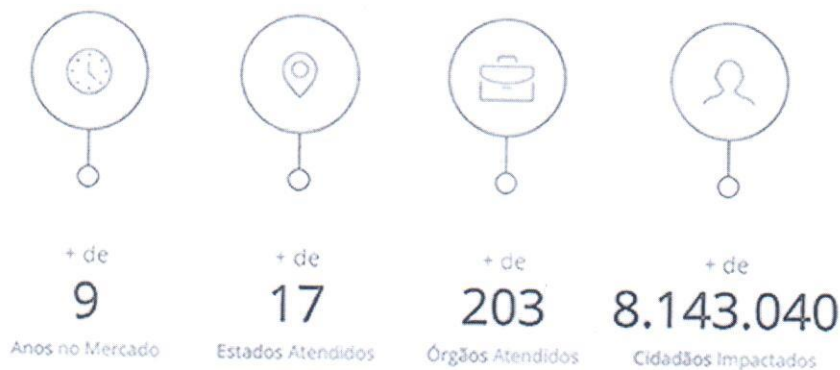 + de
9
Anos no Mercado
+ de
17
Estados Atendidos
+ de
203
Órgãos Atendidos
+ de
8.143.040
Cidadãos Impactados